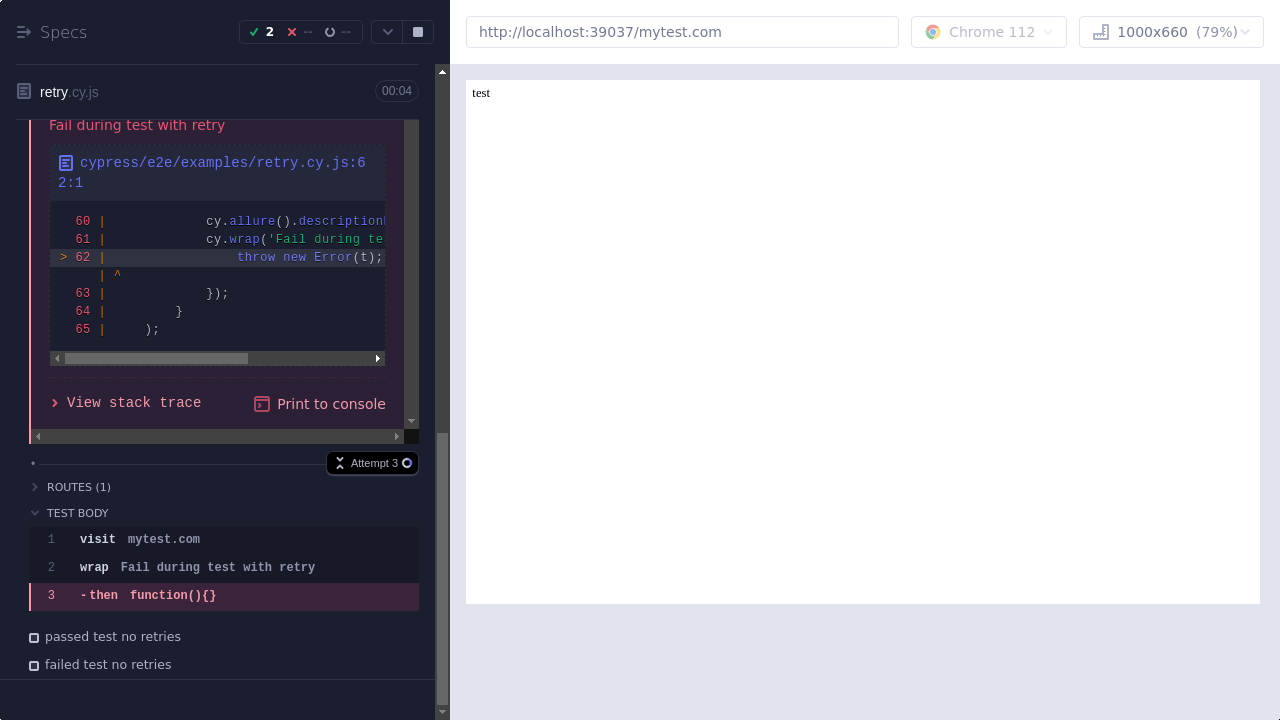 Specs
2 -- --
http://localhost:39037/mytest.com
Chrome 112
1000x660 (79%)
retry.cy.js
00:04
Fail during test with retry
cypress/e2e/examples/retry.cy.js:6
2:1
60 | cy.allure().description
61 | cy.wrap('Fail during te
> 62 | throw new Error(t);
| ^
63 | });
64 | }
65 | );
View stack trace
Print to console
Attempt 3
ROUTES (1)
TEST BODY
1 visit mytest.com
2 wrap Fail during test with retry
3 -then function(){}
passed test no retries
failed test no retries
test